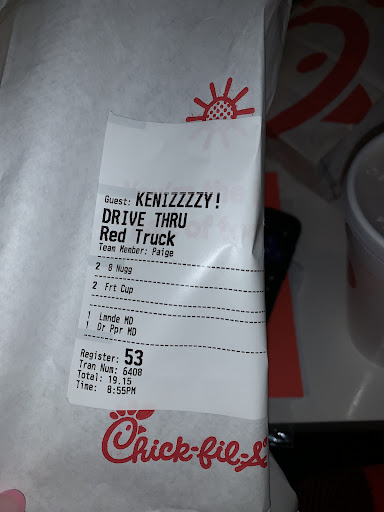 Guest: KENIZZZZY!
DRIVE THRU
Red Truck
Team Member: Paige
2 8 Nugg
2 Frt Cup
1 Lmnde MD
1 Dr Ppr MD
Register: 53
Tran Num: 6408
Total: 19.15
Time: 8:55PM
Chick-fil-A